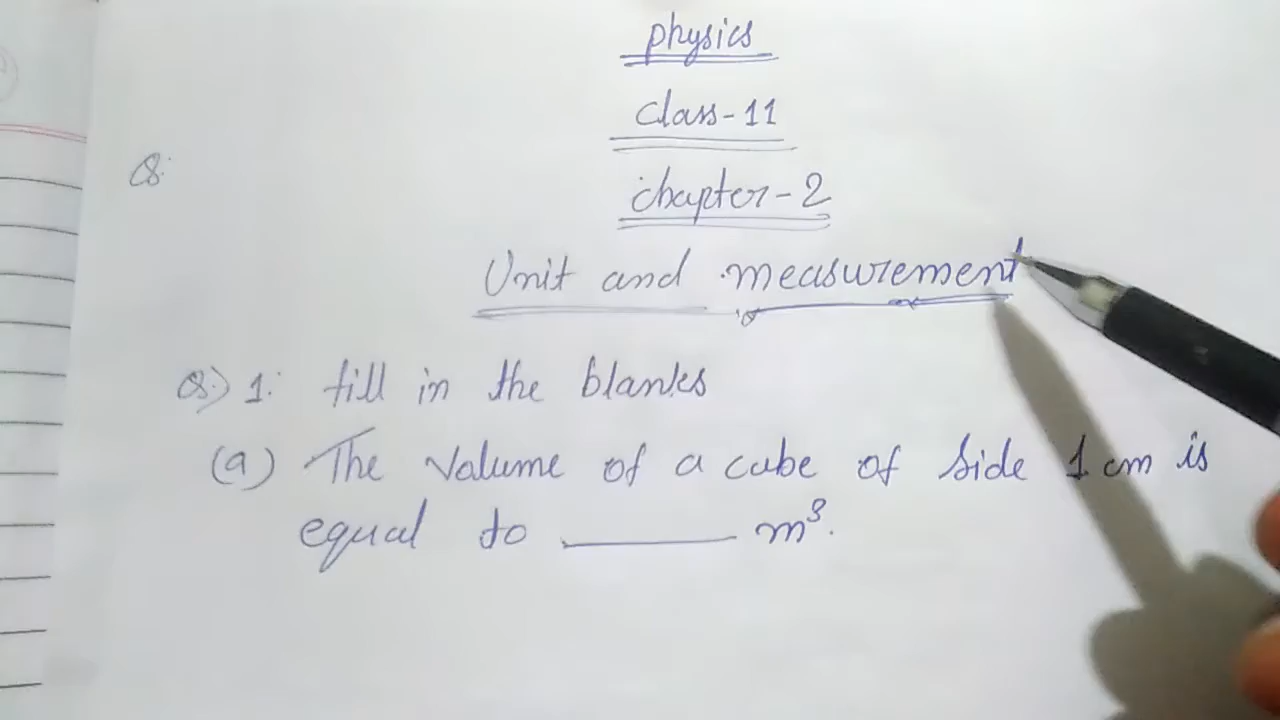 physics
Class-11
Chapter-2
Q.
Unit and measurement
Q.) 1. fill in the blanks
(a) The Volume of a cube of Side 1 cm is
equal to ______ m³.